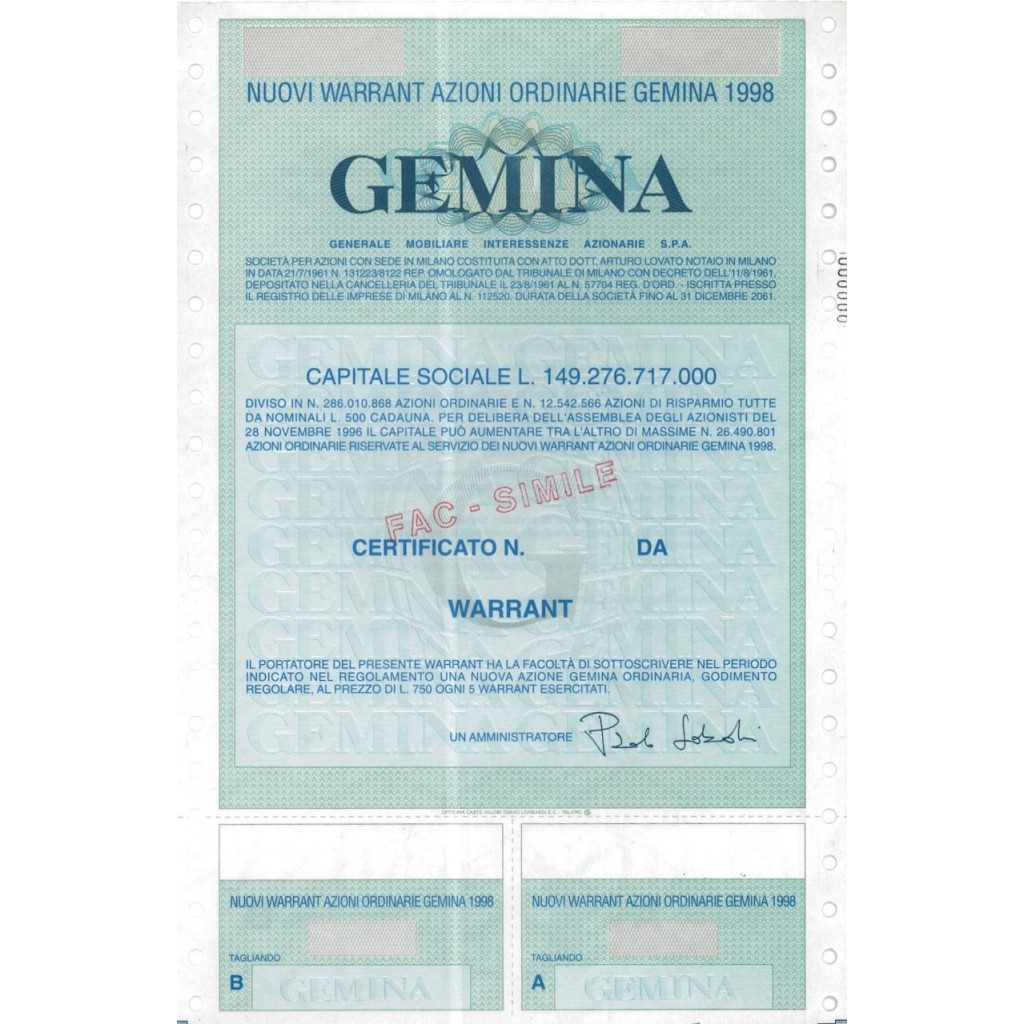 NUOVI WARRANT AZIONI ORDINARIE GEMINA 1998
GEMINA
GENERALE MOBILIARE INTERESSENZE AZIONARIE S.P.A.
SOCIETÀ PER AZIONI CON SEDE IN MILANO COSTITUITA CON ATTO DOTT. ARTURO LOVATO NOTAIO IN MILANO
IN DATA 21/7/1961 N. 131223/8122 REP. OMOLOGATO DAL TRIBUNALE DI MILANO CON DECRETO DELL'11/8/1961,
DEPOSITATO NELLA CANCELLERIA DEL TRIBUNALE IL 23/8/1961 AL N. 57704 REG. D'ORD. - ISCRITTA PRESSO
IL REGISTRO DELLE IMPRESE DI MILANO AL N. 112520. DURATA DELLA SOCIETÀ FINO AL 31 DICEMBRE 2061.
CAPITALE SOCIALE L. 149.276.717.000
DIVISO IN N. 286.010.868 AZIONI ORDINARIE E N. 12.542.566 AZIONI DI RISPARMIO TUTTE
DA NOMINALI L. 500 CADAUNA. PER DELIBERA DELL'ASSEMBLEA DEGLI AZIONISTI DEL
28 NOVEMBRE 1996 IL CAPITALE PUÒ AUMENTARE TRA L'ALTRO DI MASSIME N. 26.490.801
AZIONI ORDINARIE RISERVATE AL SERVIZIO DEI NUOVI WARRANT AZIONI ORDINARIE GEMINA 1998.
FAC - SIMILE
CERTIFICATO N. DA
WARRANT
IL PORTATORE DEL PRESENTE WARRANT HA LA FACOLTÀ DI SOTTOSCRIVERE NEL PERIODO
INDICATO NEL REGOLAMENTO UNA NUOVA AZIONE GEMINA ORDINARIA, GODIMENTO
REGOLARE, AL PREZZO DI L. 750 OGNI 5 WARRANT ESERCITATI.
UN AMMINISTRATORE
OFFICINA CARTE VALORI TURATI LOMBARDI E C. - MILANO
NUOVI WARRANT AZIONI ORDINARIE GEMINA 1998
TAGLIANDO
B
GEMINA
NUOVI WARRANT AZIONI ORDINARIE GEMINA 1998
TAGLIANDO
A
GEMINA